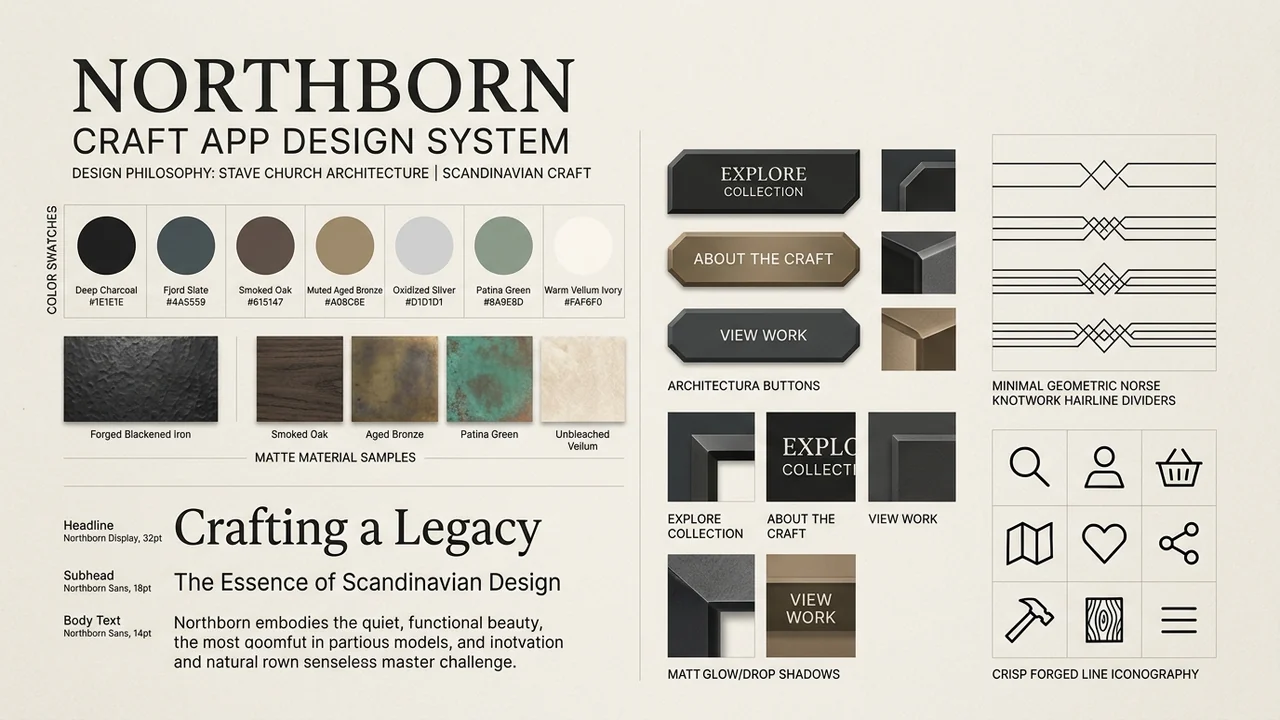 NORTHBORN
CRAFT APP DESIGN SYSTEM
DESIGN PHILOSOPHY: STAVE CHURCH ARCHITECTURE | SCANDINAVIAN CRAFT
COLOR SWATCHES
Deep Charcoal
#1E1E1E
Fjord Slate
#4AS559
Smoked Oak
#615147
Muted Aged Bronze
#A08C8E
Oxidized Silver
#D1D1D1
Patina Green
#8A9E8D
Warm Vellum Ivory
#FAF6F0
Forged Blackened Iron
Smoked Oak
Aged Bronze
Patina Green
Unbleached
Veilum
MATTE MATERIAL SAMPLES
Headline
Northborn Display, 32pt
Crafting a Legacy
Subhead
Northborn Sans, 18pt
The Essence of Scandinavian Design
Body Text
Northborn Sans, 14pt
Northborn embodies the quiet, functional beauty,
the most qoomfut in partious models, and inotvation
and natural rown senseless master challenge.
EXPLORE
COLLECTION
ABOUT THE CRAFT
VIEW WORK
ARCHITECTURA BUTTONS
EXPLO
COLLECTI
EXPLORE
COLLECTION
ABOUT THE
CRAFT
VIEW WORK
VIEW
WORK
MATT GLOW/DROP SHADOWS
MINIMAL GEOMETRIC NORSE
KNOTWORK HAIRLINE DIVIDERS
CRISP FORGED LINE ICONOGRAPHY